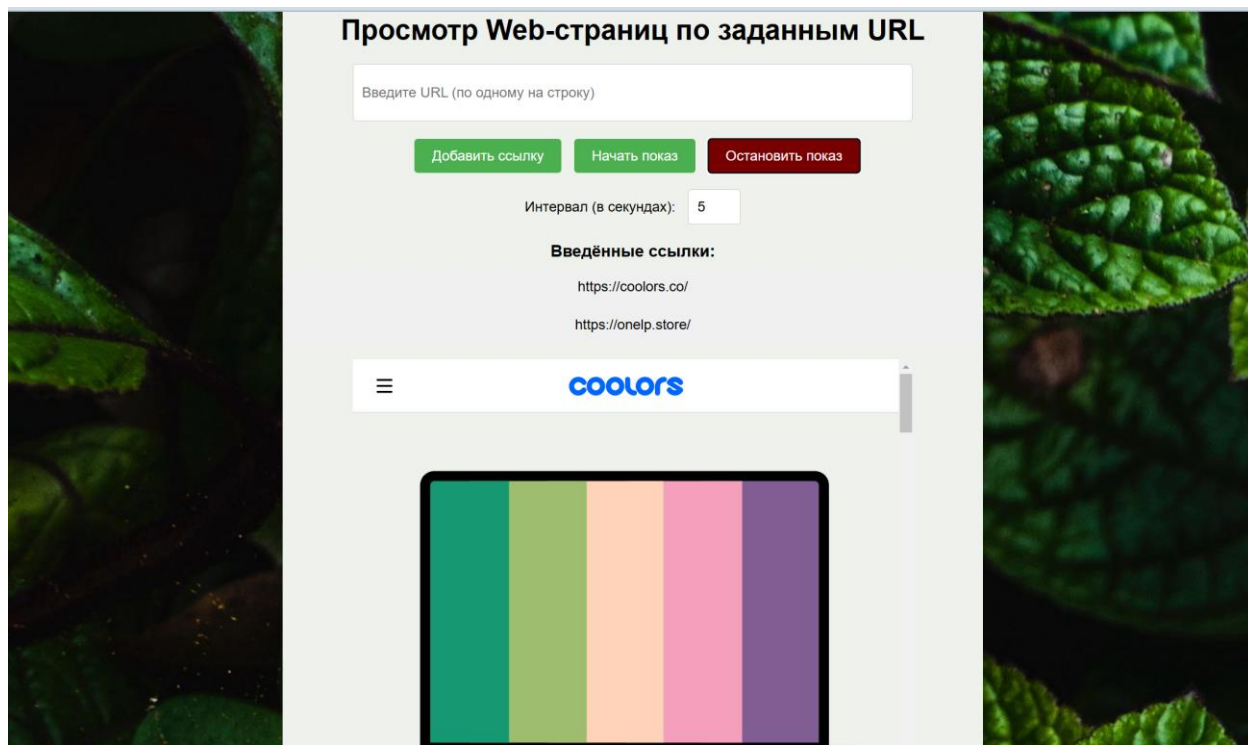 Просмотр Web-страниц по заданным URL
Введите URL (по одному на строку)
Добавить ссылку Начать показ Остановить показ
Интервал (в секундах): 5
Введённые ссылки:
https://coolors.co/
https://onelp.store/
coolors